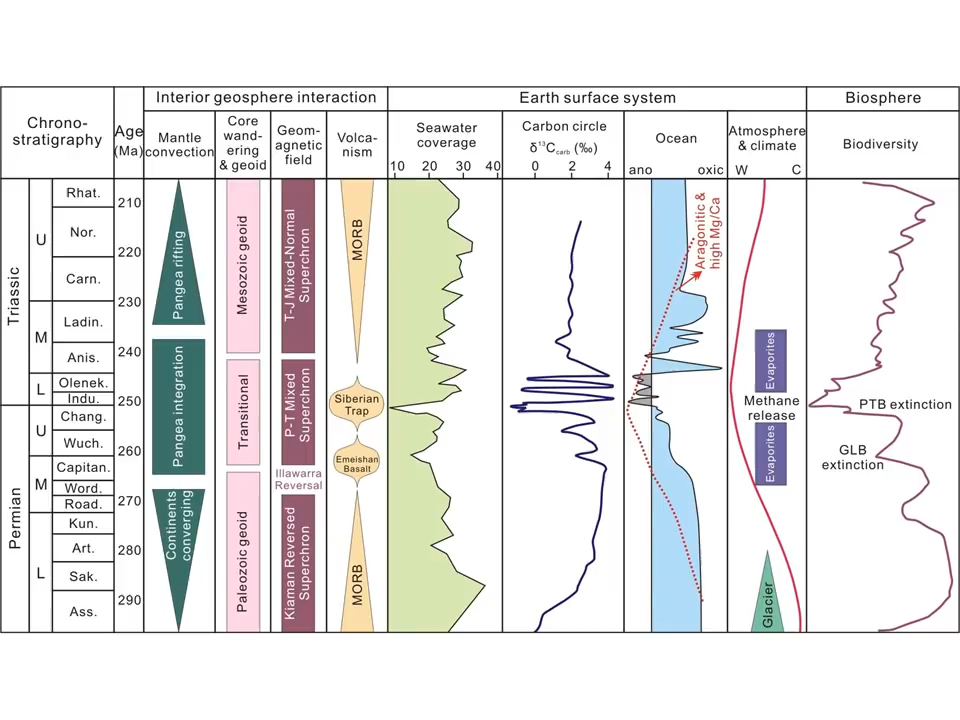 Interior geosphere interaction
Earth surface system
Biosphere
Chrono-
stratigraphy
Age
(Ma)
Mantle
convection
Core
wand-
ering
& geoid
Geom-
agnetic
field
Volca-
nism
Seawater
coverage
10 20 30 40
Carbon circle
δ¹³Ccarb (‰)
0 2 4
Ocean
ano oxic
Atmosphere
& climate
W C
Biodiversity
Triassic
U
M
L
Permian
U
M
L
Rhat.
Nor.
Carn.
Ladin.
Anis.
Olenek.
Indu.
Chang.
Wuch.
Capitan.
Word.
Road.
Kun.
Art.
Sak.
Ass.
210
220
230
240
250
260
270
280
290
Pangea rifting
Pangea integration
Continents
converging
Mesozoic geoid
Transitional
Paleozoic geoid
T-J Mixed-Normal
Superchron
P-T Mixed
Superchron
Illawarra
Reversal
Kiaman Reversed
Superchron
MORB
Siberian
Trap
Emeishan
Basalt
MORB
Aragonitic &
high Mg/Ca
Evaporites
Methane
release
Evaporites
Glacier
PTB extinction
GLB
extinction